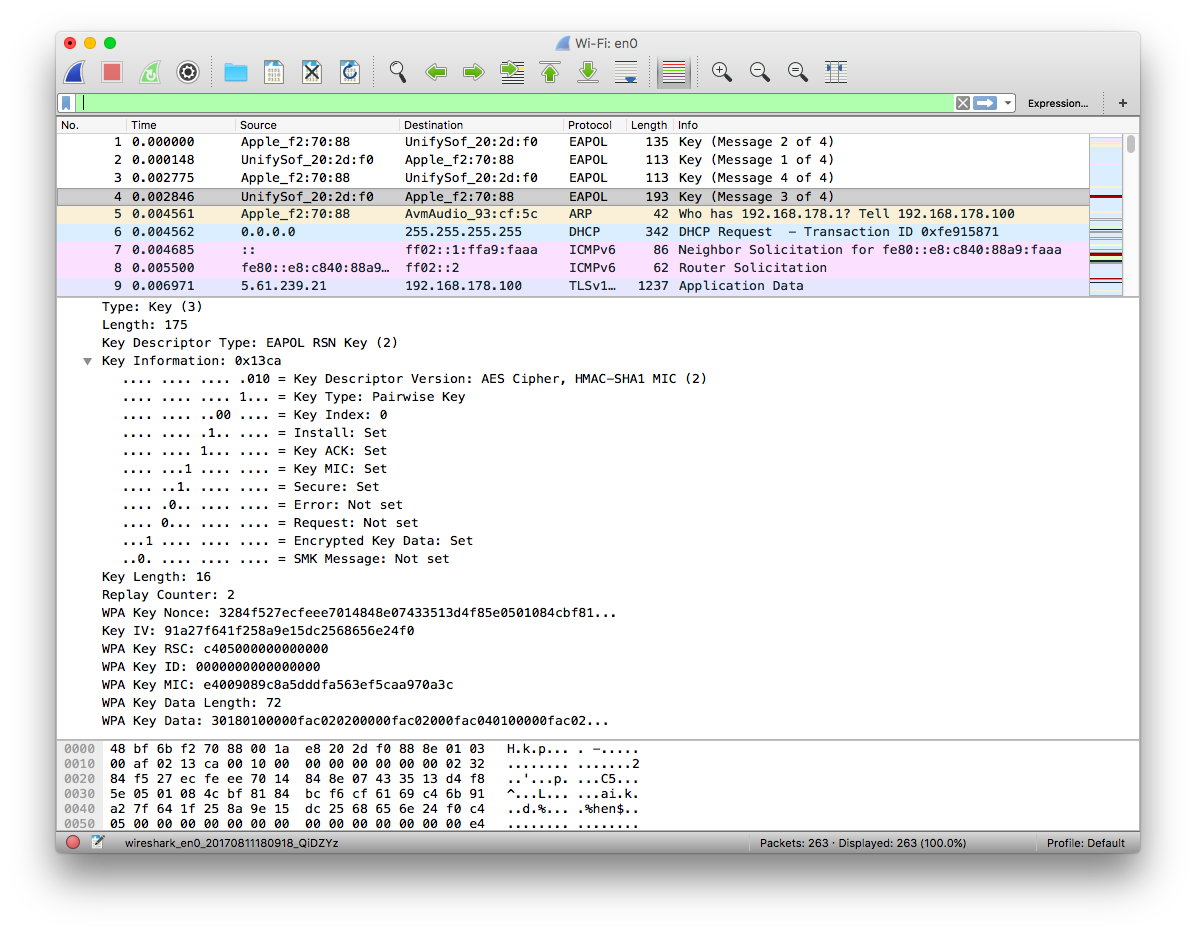 Wi-Fi: en0
Expression... +
No. Time Source Destination Protocol Length Info
1 0.000000 Apple_f2:70:88 UnifySof_20:2d:f0 EAPOL 135 Key (Message 2 of 4)
2 0.000148 UnifySof_20:2d:f0 Apple_f2:70:88 EAPOL 113 Key (Message 1 of 4)
3 0.002775 Apple_f2:70:88 UnifySof_20:2d:f0 EAPOL 113 Key (Message 4 of 4)
4 0.002846 UnifySof_20:2d:f0 Apple_f2:70:88 EAPOL 193 Key (Message 3 of 4)
5 0.004561 Apple_f2:70:88 AvmAudio_93:cf:5c ARP 42 Who has 192.168.178.1? Tell 192.168.178.100
6 0.004562 0.0.0.0 255.255.255.255 DHCP 342 DHCP Request – Transaction ID 0xfe915871
7 0.004685 :: ff02::1:ffa9:faaa ICMPv6 86 Neighbor Solicitation for fe80::e8:c840:88a9:faaa
8 0.005500 fe80::e8:c840:88a9… ff02::2 ICMPv6 62 Router Solicitation
9 0.006971 5.61.239.21 192.168.178.100 TLSv1… 1237 Application Data
Type: Key (3)
Length: 175
Key Descriptor Type: EAPOL RSN Key (2)
Key Information: 0x13ca
.... .... .... .010 = Key Descriptor Version: AES Cipher, HMAC-SHA1 MIC (2)
.... .... .... 1... = Key Type: Pairwise Key
.... .... ..00 .... = Key Index: 0
.... .... .1.. .... = Install: Set
.... .... 1... .... = Key ACK: Set
.... ...1 .... .... = Key MIC: Set
.... ..1. .... .... = Secure: Set
.... .0.. .... .... = Error: Not set
.... 0... .... .... = Request: Not set
...1 .... .... .... = Encrypted Key Data: Set
..0. .... .... .... = SMK Message: Not set
Key Length: 16
Replay Counter: 2
WPA Key Nonce: 3284f527ecfeee7014848e07433513d4f85e0501084cbf81...
Key IV: 91a27f641f258a9e15dc2568656e24f0
WPA Key RSC: c405000000000000
WPA Key ID: 0000000000000000
WPA Key MIC: e4009089c8a5dddfa563ef5caa970a3c
WPA Key Data Length: 72
WPA Key Data: 30180100000fac020200000fac02000fac040100000fac02...
0000 48 bf 6b f2 70 88 00 1a e8 20 2d f0 88 8e 01 03 H.k.p... . -.....
0010 00 af 02 13 ca 00 10 00 00 00 00 00 00 00 02 32 ........ .......2
0020 84 f5 27 ec fe ee 70 14 84 8e 07 43 35 13 d4 f8 ..'...p. ...C5...
0030 5e 05 01 08 4c bf 81 84 bc f6 cf 61 69 c4 6b 91 ^...L... ...ai.k.
0040 a2 7f 64 1f 25 8a 9e 15 dc 25 68 65 6e 24 f0 c4 ..d.%... .%hen$..
0050 05 00 00 00 00 00 00 00 00 00 00 00 00 00 00 e4 ........ ........
wireshark_en0_20170811180918_QiDZYz Packets: 263 · Displayed: 263 (100.0%) Profile: Default